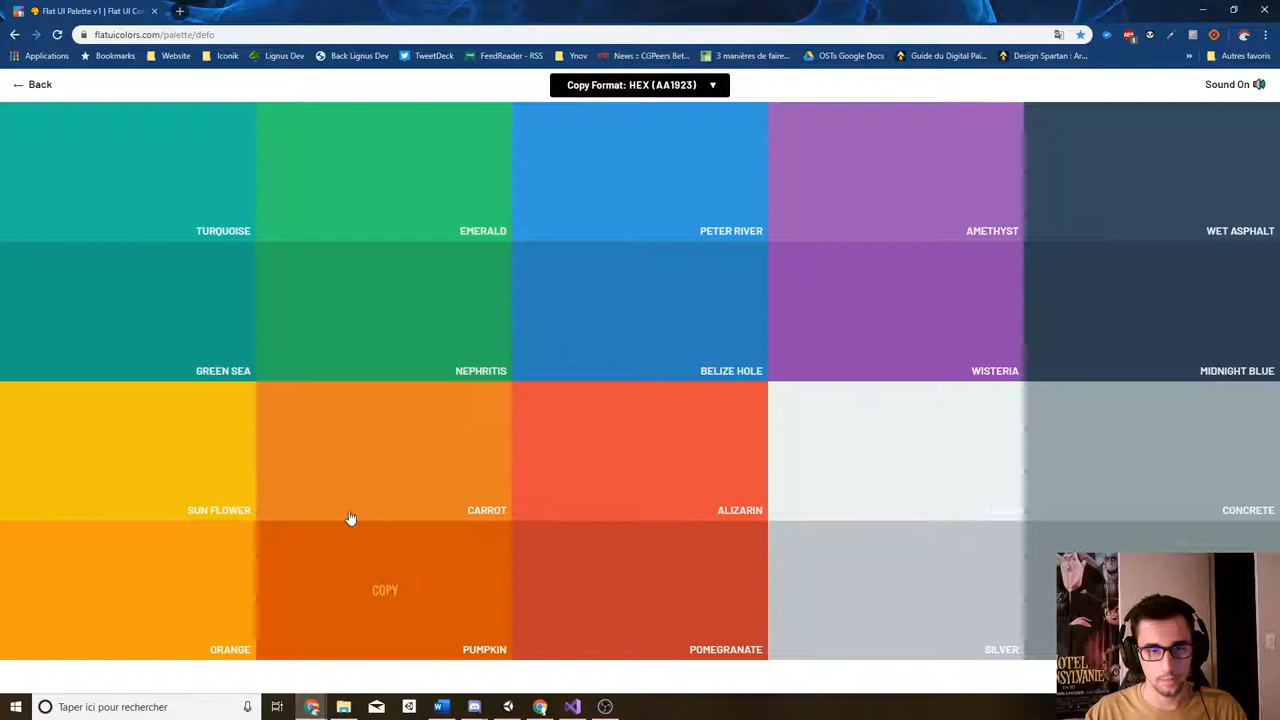 Flat UI Palette v1 | Flat UI Co
flatuicolors.com/palette/defo
Applications
Bookmarks
Website
Iconik
Lignus Dev
Back Lignus Dev
TweetDeck
FeedReader - RSS
Ynov
News :: CGPeers Bet...
3 manières de faire...
OSTs Google Docs
Guide du Digital Pai...
Design Spartan : Ar...
»
Autres favoris
← Back
Copy Format: HEX (AA1923) ▼
Sound On
TURQUOISE
EMERALD
PETER RIVER
AMETHYST
WET ASPHALT
GREEN SEA
NEPHRITIS
BELIZE HOLE
WISTERIA
MIDNIGHT BLUE
SUN FLOWER
CARROT
ALIZARIN
CONCRETE
COPY
ORANGE
PUMPKIN
POMEGRANATE
SILVER
HOTEL
NSYLVANIE
Taper ici pour rechercher